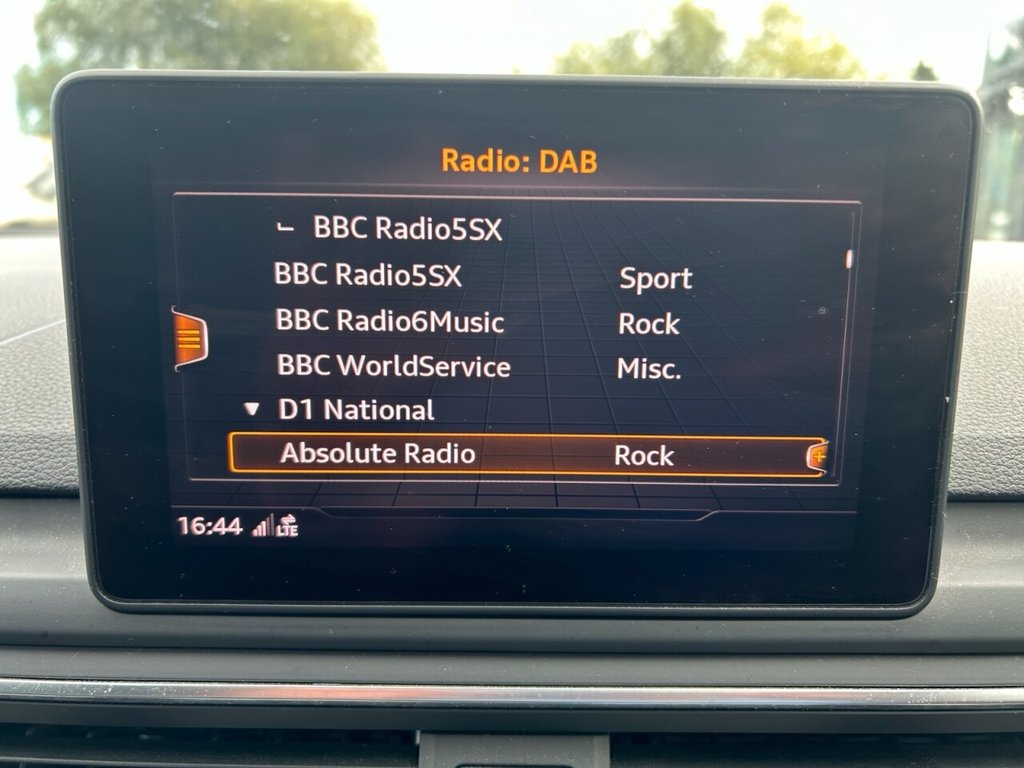 Radio: DAB
BBC Radio5SX
BBC Radio5SX Sport
BBC Radio6Music Rock
BBC WorldService Misc.
D1 National
Absolute Radio Rock
16:44 LTE